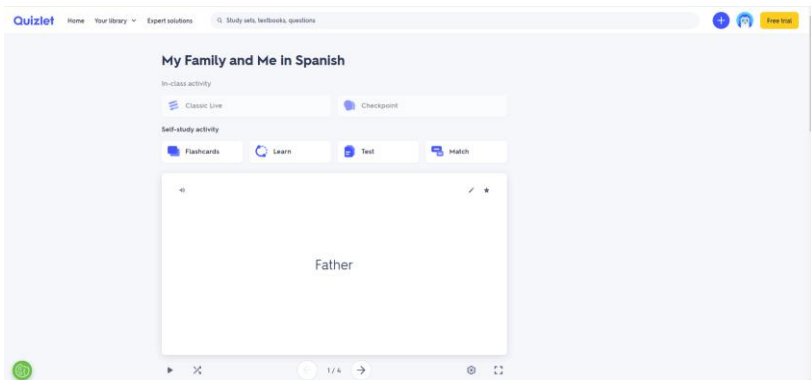 Quizlet Home Your library Expert solutions Study sets, textbooks, questions Free trial
My Family and Me in Spanish
In-class activity
Classic Live Checkpoint
Self-study activity
Flashcards Learn Test Match
Father
1 / 4